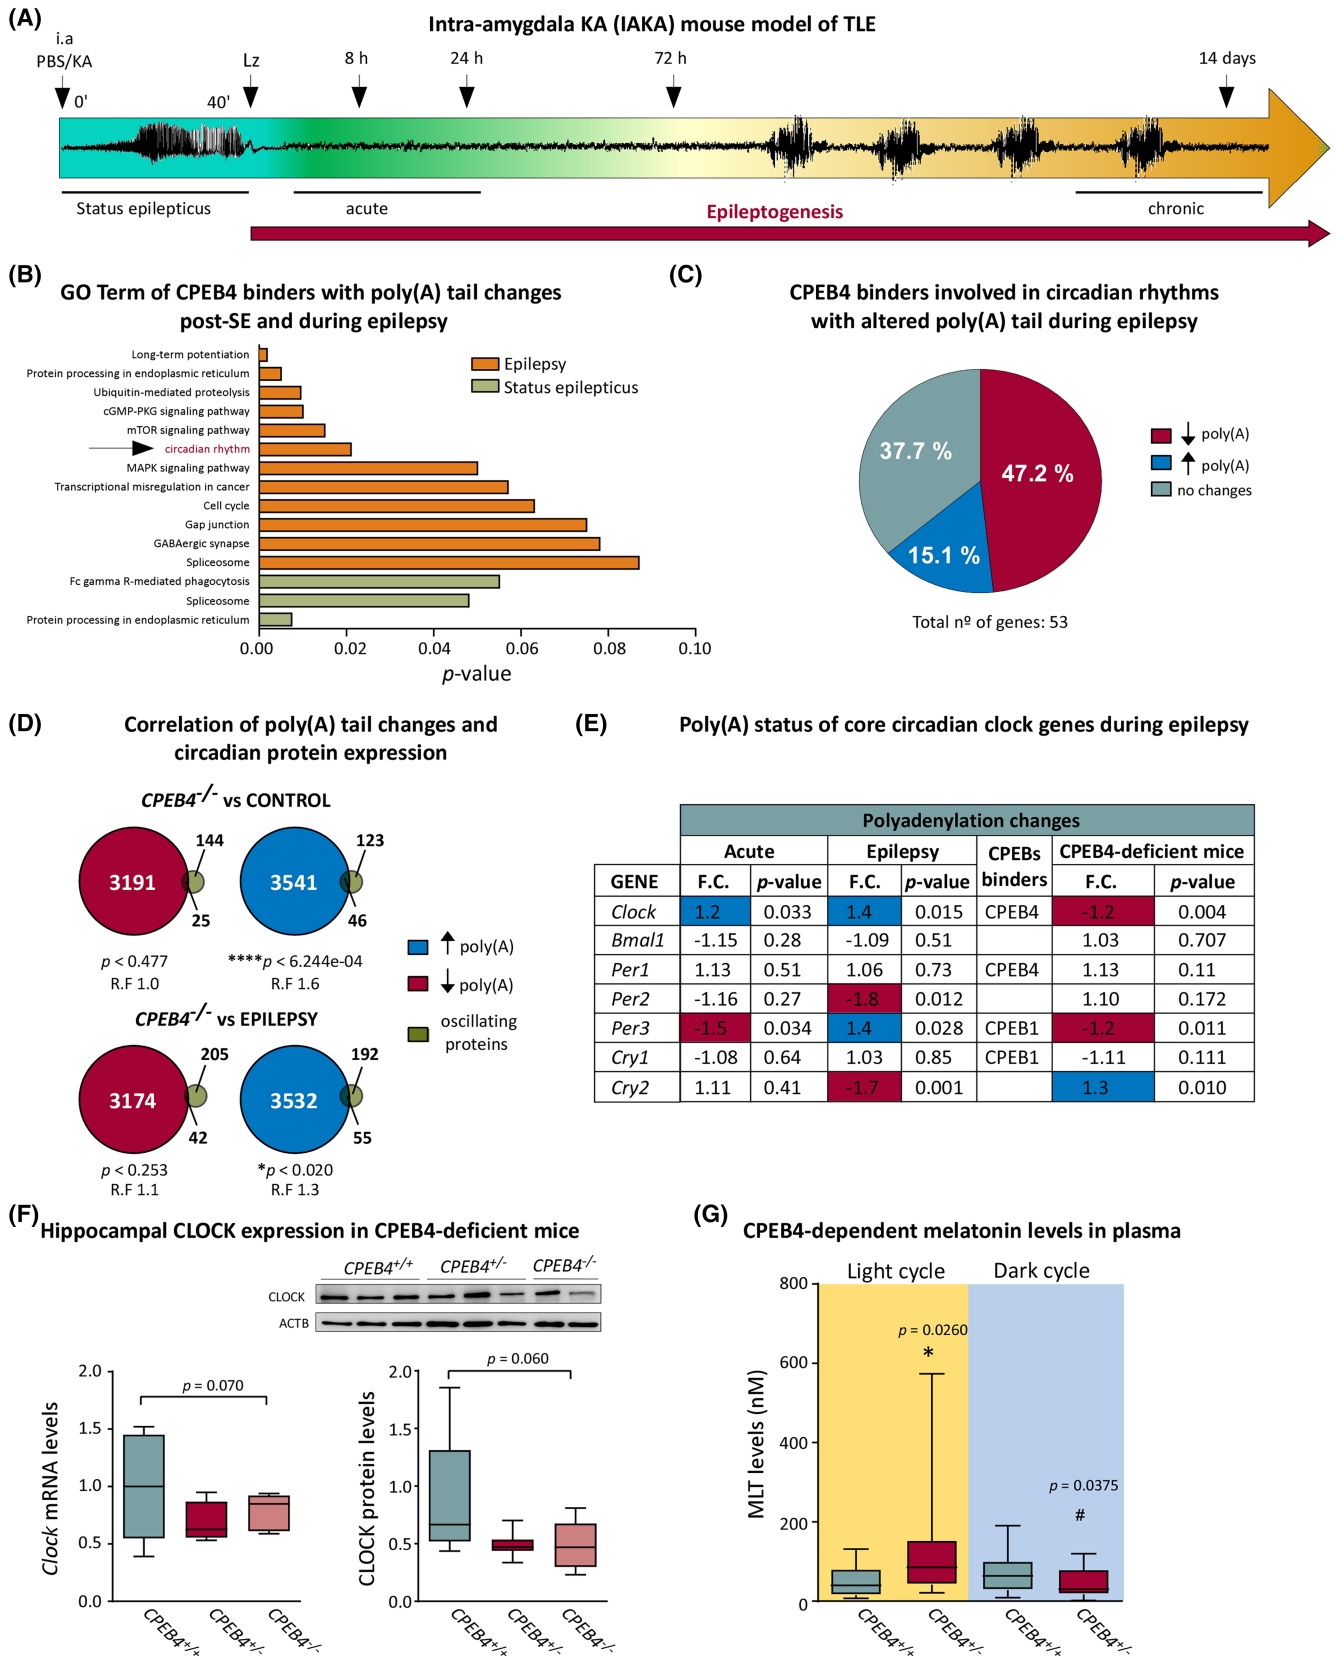 (A)
Intra-amygdala KA (IAKA) mouse model of TLE
i.a
PBS/KA
Lz
8 h
24 h
72 h
14 days
0'
40'
Status epilepticus
acute
Epileptogenesis
chronic
(B)
GO Term of CPEB4 binders with poly(A) tail changes
post-SE and during epilepsy
Long-term potentiation
Protein processing in endoplasmic reticulum
Ubiquitin-mediated proteolysis
cGMP-PKG signaling pathway
mTOR signaling pathway
circadian rhythm
MAPK signaling pathway
Transcriptional misregulation in cancer
Cell cycle
Gap junction
GABAergic synapse
Spliceosome
Fc gamma R-mediated phagocytosis
Spliceosome
Protein processing in endoplasmic reticulum
Epilepsy
Status epilepticus
0.00 0.02 0.04 0.06 0.08 0.10
p-value
(C)
CPEB4 binders involved in circadian rhythms
with altered poly(A) tail during epilepsy
37.7 %
47.2 %
15.1 %
↓ poly(A)
↑ poly(A)
no changes
Total nº of genes: 53
(D)
Correlation of poly(A) tail changes and
circadian protein expression
CPEB4-/- vs CONTROL
3191
144
25
3541
123
46
p < 0.477
R.F 1.0
****p < 6.244e-04
R.F 1.6
CPEB4-/- vs EPILEPSY
3174
205
42
3532
192
55
p < 0.253
R.F 1.1
*p < 0.020
R.F 1.3
↑ poly(A)
↓ poly(A)
oscillating
proteins
(E)
Poly(A) status of core circadian clock genes during epilepsy
Polyadenylation changes
Acute Epilepsy CPEBs binders CPEB4-deficient mice
GENE F.C. p-value F.C. p-value F.C. p-value
Clock 1.2 0.033 1.4 0.015 CPEB4 -1.2 0.004
Bmal1 -1.15 0.28 -1.09 0.51 1.03 0.707
Per1 1.13 0.51 1.06 0.73 CPEB4 1.13 0.11
Per2 -1.16 0.27 -1.8 0.012 1.10 0.172
Per3 -1.5 0.034 1.4 0.028 CPEB1 -1.2 0.011
Cry1 -1.08 0.64 1.03 0.85 CPEB1 -1.11 0.111
Cry2 1.11 0.41 -1.7 0.001 1.3 0.010
(F)
Hippocampal CLOCK expression in CPEB4-deficient mice
CPEB4+/+ CPEB4+/- CPEB4-/-
CLOCK
ACTB
Clock mRNA levels
2.0
1.5
1.0
0.5
0.0
p = 0.070
CPEB4+/+ CPEB4+/- CPEB4-/-
CLOCK protein levels
2.0
1.5
1.0
0.5
0.0
p = 0.060
CPEB4+/+ CPEB4+/- CPEB4-/-
(G)
CPEB4-dependent melatonin levels in plasma
Light cycle Dark cycle
MLT levels (nM)
800
600
400
200
0
p = 0.0260
*
p = 0.0375
#
CPEB4+/+ CPEB4+/- CPEB4+/+ CPEB4+/-